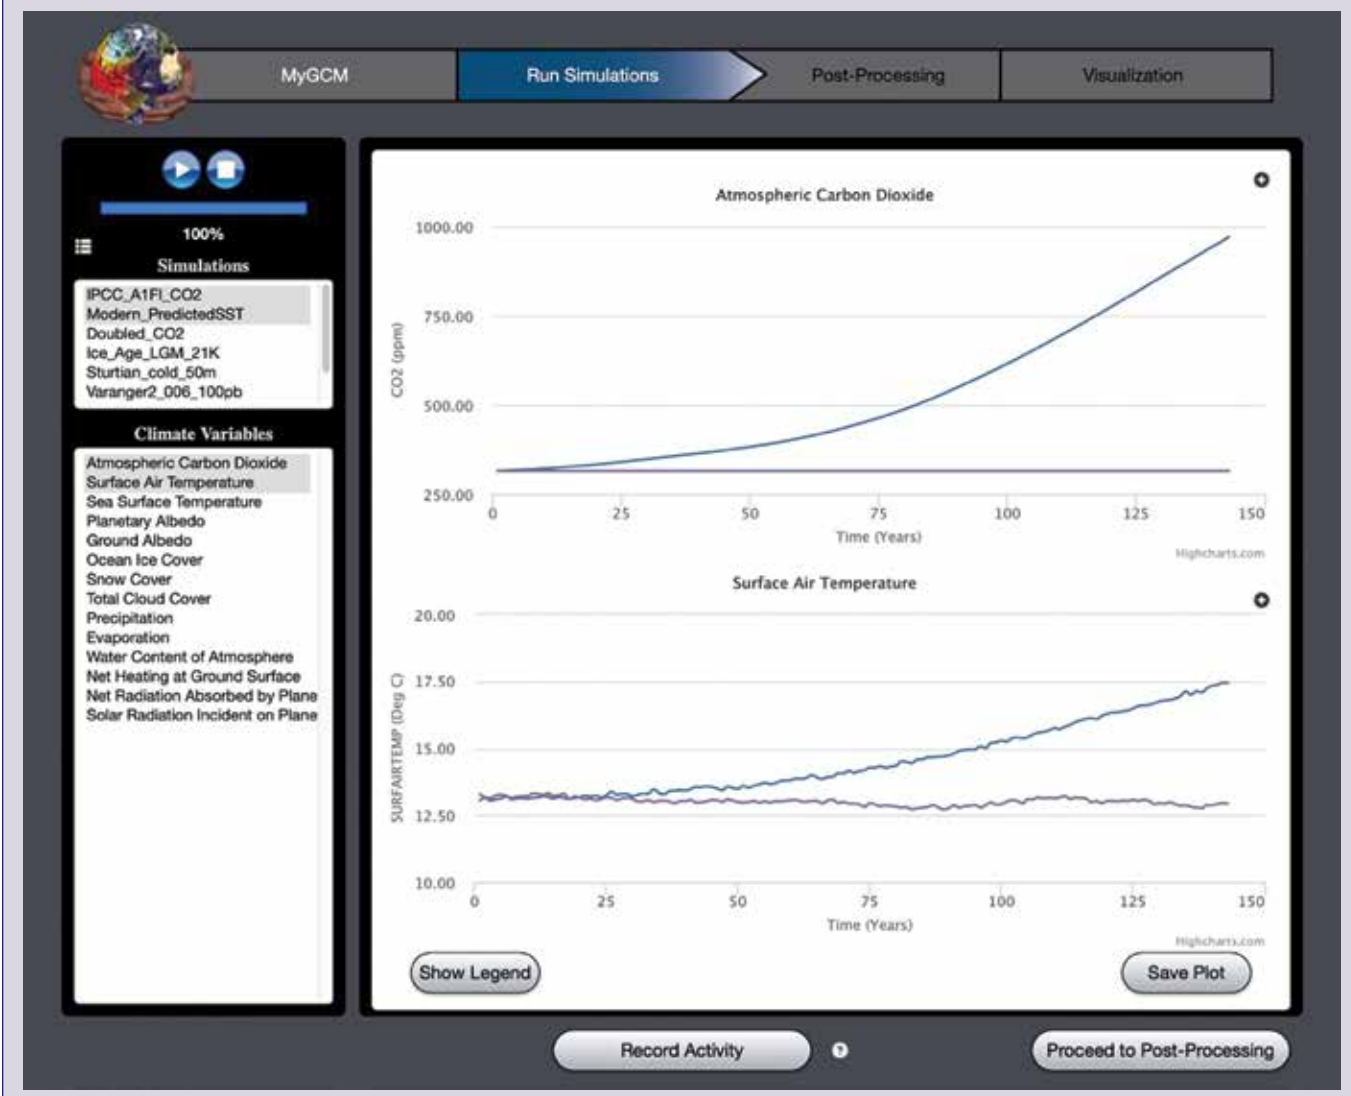 MyGCM
Run Simulations
Post-Processing
Visualization
100%
Simulations
IPCC_A1FI_CO2
Modern_PredictedSST
Doubled_CO2
Ice_Age_LGM_21K
Sturtian_cold_50m
Varanger2_006_100pb
Climate Variables
Atmospheric Carbon Dioxide
Surface Air Temperature
Sea Surface Temperature
Planetary Albedo
Ground Albedo
Ocean Ice Cover
Snow Cover
Total Cloud Cover
Precipitation
Evaporation
Water Content of Atmosphere
Net Heating at Ground Surface
Net Radiation Absorbed by Plane
Solar Radiation Incident on Plane
Atmospheric Carbon Dioxide
1000.00
750.00
500.00
250.00
CO2 (ppm)
0 25 50 75 100 125 150
Time (Years)
Highcharts.com
Surface Air Temperature
20.00
17.50
15.00
12.50
10.00
SURFAIRTEMP (Deg C)
0 25 50 75 100 125 150
Time (Years)
Highcharts.com
Show Legend
Save Plot
Record Activity
?
Proceed to Post-Processing